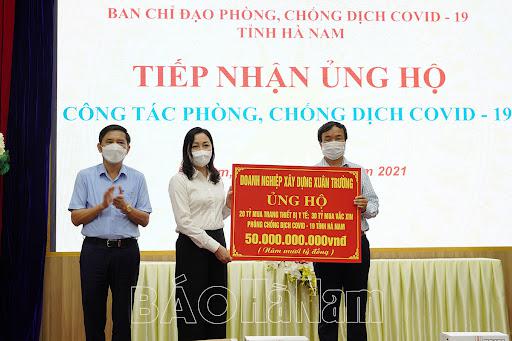 BAN CHỈ ĐẠO PHÒNG, CHỐNG DỊCH COVID - 19
TỈNH HÀ NAM
TIẾP NHẬN ỦNG HỘ
CÔNG TÁC PHÒNG, CHỐNG DỊCH COVID - 19
2021
DOANH NGHIỆP XÂY DỰNG XUÂN TRƯỜNG
ỦNG HỘ
20 TỶ MUA TRANG THIẾT BỊ Y TẾ; 30 TỶ MUA VẮC XIN
PHÒNG CHỐNG DỊCH COVID - 19 TỈNH HÀ NAM
50.000.000.000vnđ
( Năm mươi tỷ đồng )
BÁO HàNam